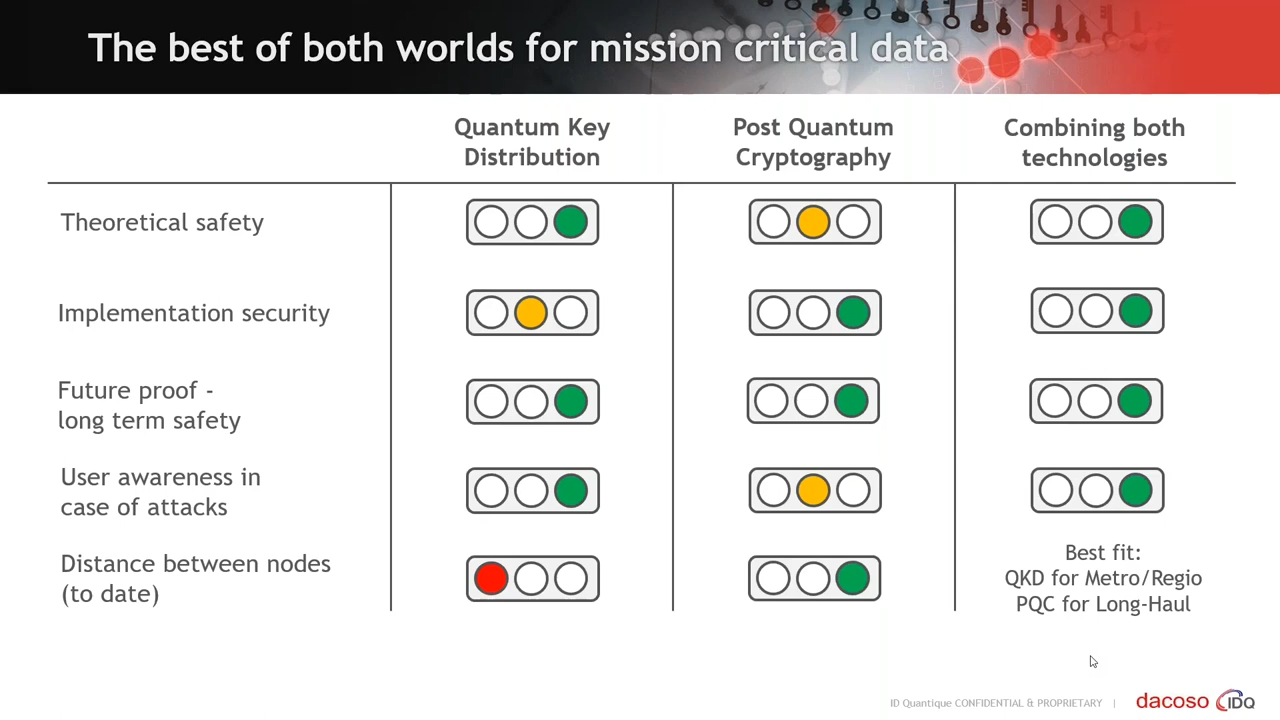 The best of both worlds for mission critical data
Quantum Key
Distribution
Post Quantum
Cryptography
Combining both
technologies
Theoretical safety
Implementation security
Future proof -
long term safety
User awareness in
case of attacks
Distance between nodes
(to date)
Best fit:
QKD for Metro/Regio
PQC for Long-Haul
ID Quantique CONFIDENTIAL & PROPRIETARY |
dacoso IDQ